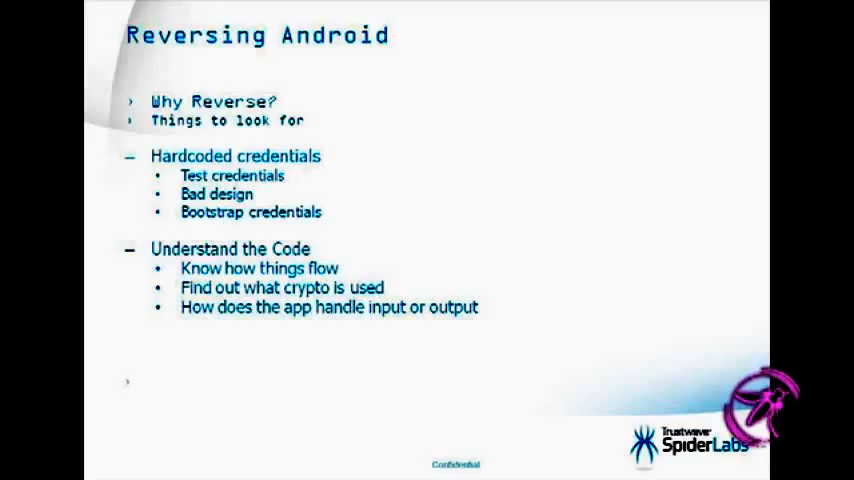 Reversing Android
› Why Reverse?
› Things to look for
– Hardcoded credentials
• Test credentials
• Bad design
• Bootstrap credentials
– Understand the Code
• Know how things flow
• Find out what crypto is used
• How does the app handle input or output
›
Trustwave®
SpiderLabs
Confidential